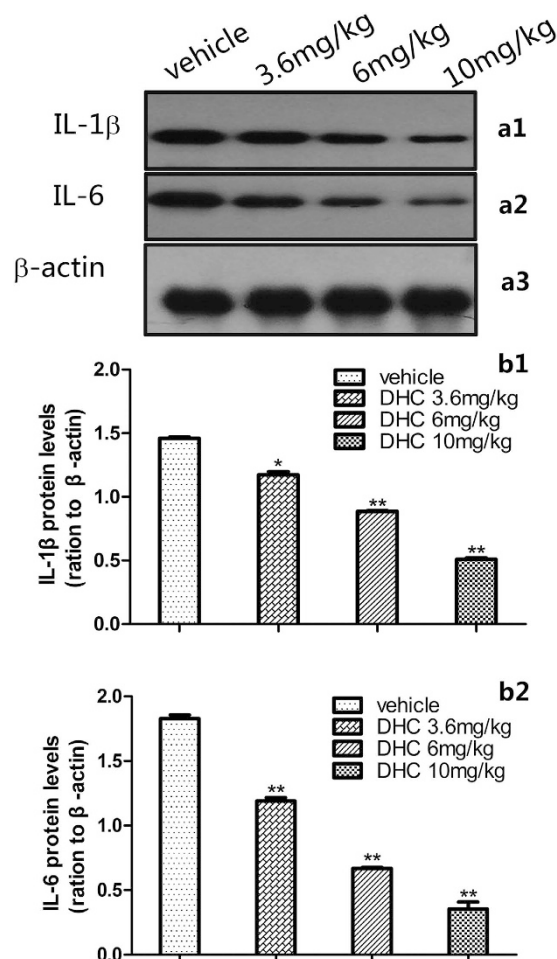 vehicle 3.6mg/kg 6mg/kg 10mg/kg
IL-1β a1
IL-6 a2
β-actin a3
b1
2.0
1.5
1.0
0.5
0.0
IL-1β protein levels
(ration to β -actin)
vehicle
DHC 3.6mg/kg
DHC 6mg/kg
DHC 10mg/kg
*
**
**
b2
2.0
1.5
1.0
0.5
0.0
IL-6 protein levels
(ration to β -actin)
vehicle
DHC 3.6mg/kg
DHC 6mg/kg
DHC 10mg/kg
**
**
**